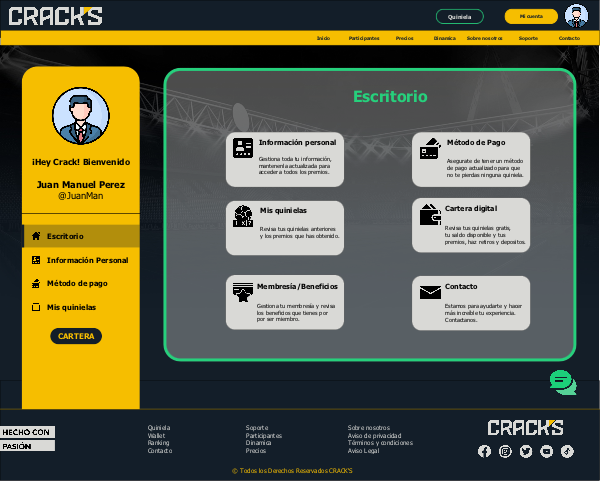 CRACK'S
Quiniela
Mi cuenta
Inicio
Participantes
Precios
Dinamica
Sobre nosotros
Soporte
Contacto
¡Hey Crack! Bienvenido
Juan Manuel Perez
@JuanMan
Escritorio
Información Personal
Método de pago
Mis quinielas
CARTERA
Escritorio
Información personal
Gestiona toda tu información,
mantenenla actualizada para
acceder a todos los premios.
Método de Pago
Asegurate de tener un método
de pago actualizado para que
no te pierdas ninguna quiniela.
Mis quinielas
Revisa tus quinielas anteriores
y los premios que has obtenido.
Cartera digital
Revisa tus quinielas gratis,
tu saldo disponible y tus
premios, haz retiros y depositos.
Membresía/Beneficios
Gestiona tu membresía y revisa
los beneficios que tienes por
por ser miembro.
Contacto
Estamos para ayudarte y hacer
más increíble tu experiencia.
Contactanos.
HECHO CON
PASIÓN
Quiniela
Wallet
Ranking
Contacto
Soporte
Participantes
Dinamica
Precios
Sobre nosotros
Aviso de privacidad
Términos y condiciones
Aviso Legal
CRACK'S
© Todos los Derechos Reservados CRACK'S